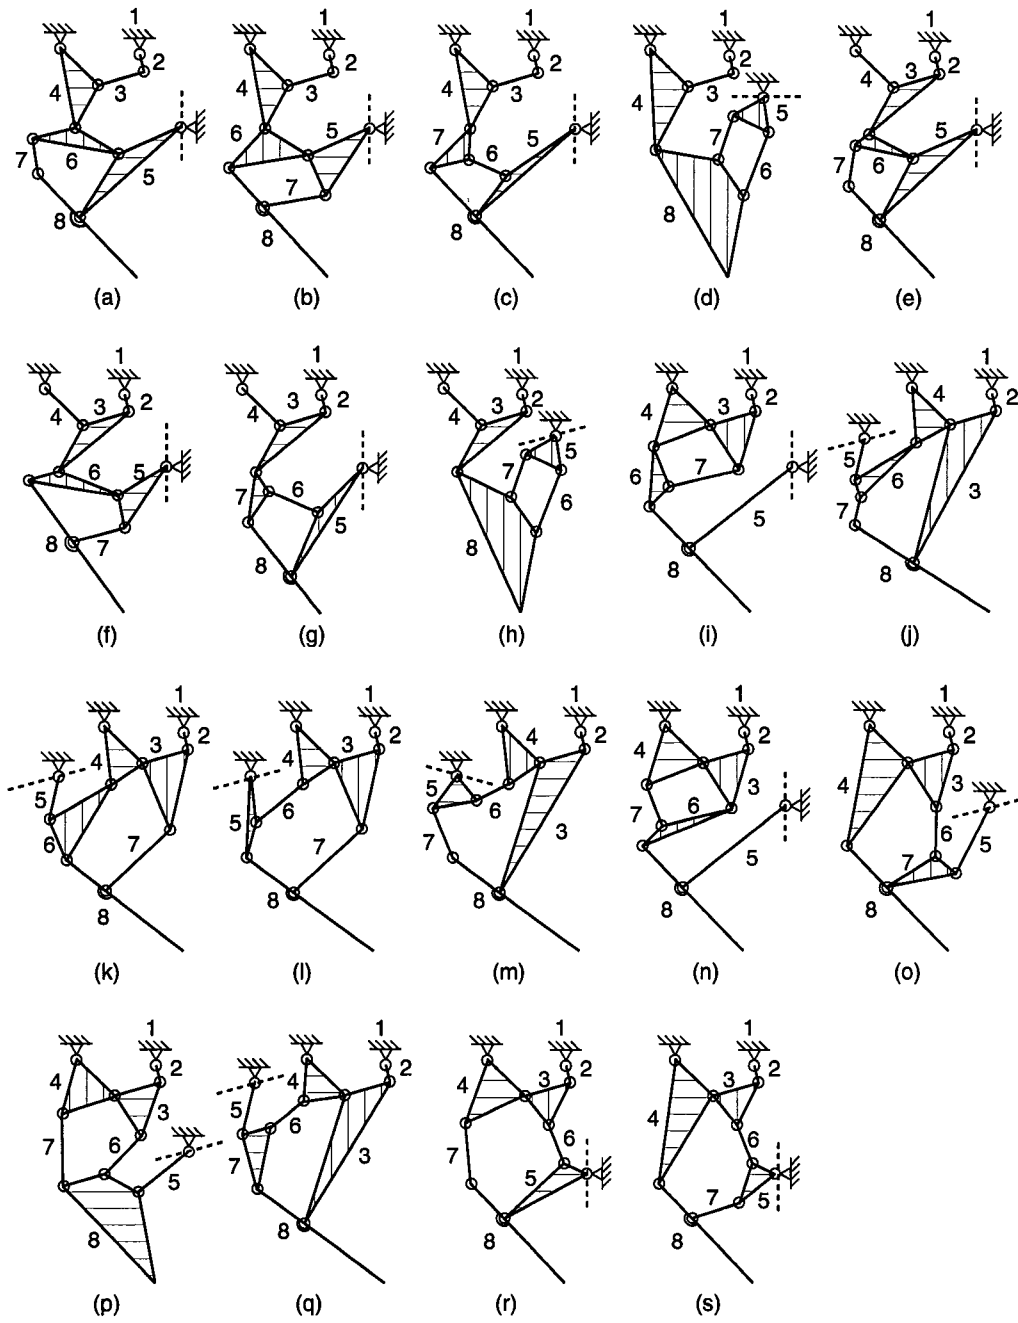 1 1 1 1 1
2 2 2 2 2
4 3 4 3 4 3 4 3 4 3
7 6 5 6 5 7 7 6 5 7 5 6 7 6 5
8 7 8 8 8
8
(a) (b) (c) (d) (e)
1 1 1 1 1
4 3 2 4 3 2 4 3 2 4 2 4 2
6 5 7 6 5 7 5 6 6 7 5 5 6 7 3
8 7 8 8 8 8
(f) (g) (h) (i) (j)
1 1 1 1 1
4 3 2 4 3 2 4 2 4 2 4 2
5 6 7 5 6 7 5 6 7 3 3 6 5 3 6 7 5
8 8 8 8 8
(k) (l) (m) (n) (o)
1 1 1 1
4 2 4 2 4 3 2 4 3 2
3 6 7 5 5 6 7 3 6 7 5 6 7 5
8 8 8 8
(p) (q) (r) (s)